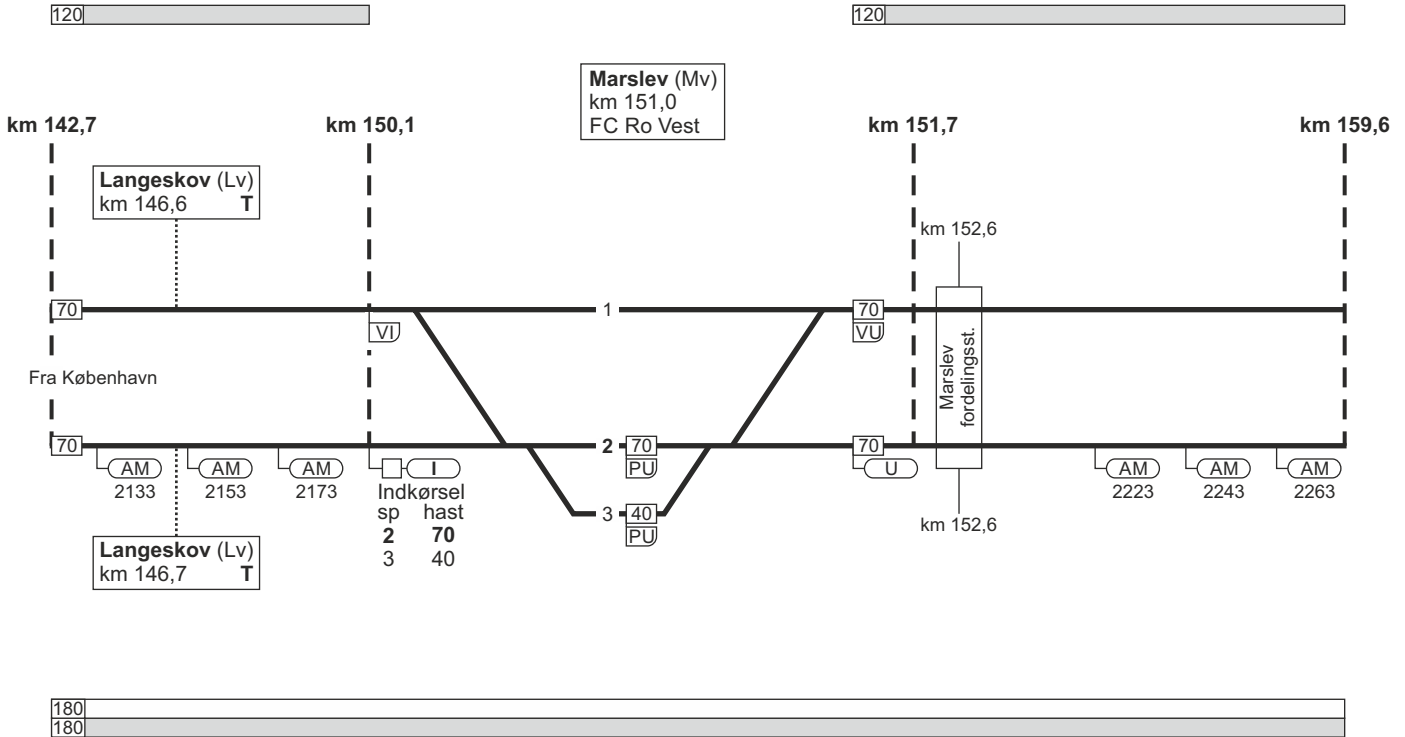 120
120
Marslev (Mv)
km 151,0
FC Ro Vest
km 142,7
km 150,1
km 151,7
km 159,6
Langeskov (Lv)
km 146,6 T
km 152,6
70
1
70
VI
VU
Marslev
fordelingsst.
Fra København
70
2
70
70
AM
AM
AM
I
PU
U
AM
AM
AM
2133
2153
2173
2223
2243
2263
Indkørsel
sp hast
2 70
3 40
3
40
PU
km 152,6
Langeskov (Lv)
km 146,7 T
180
180